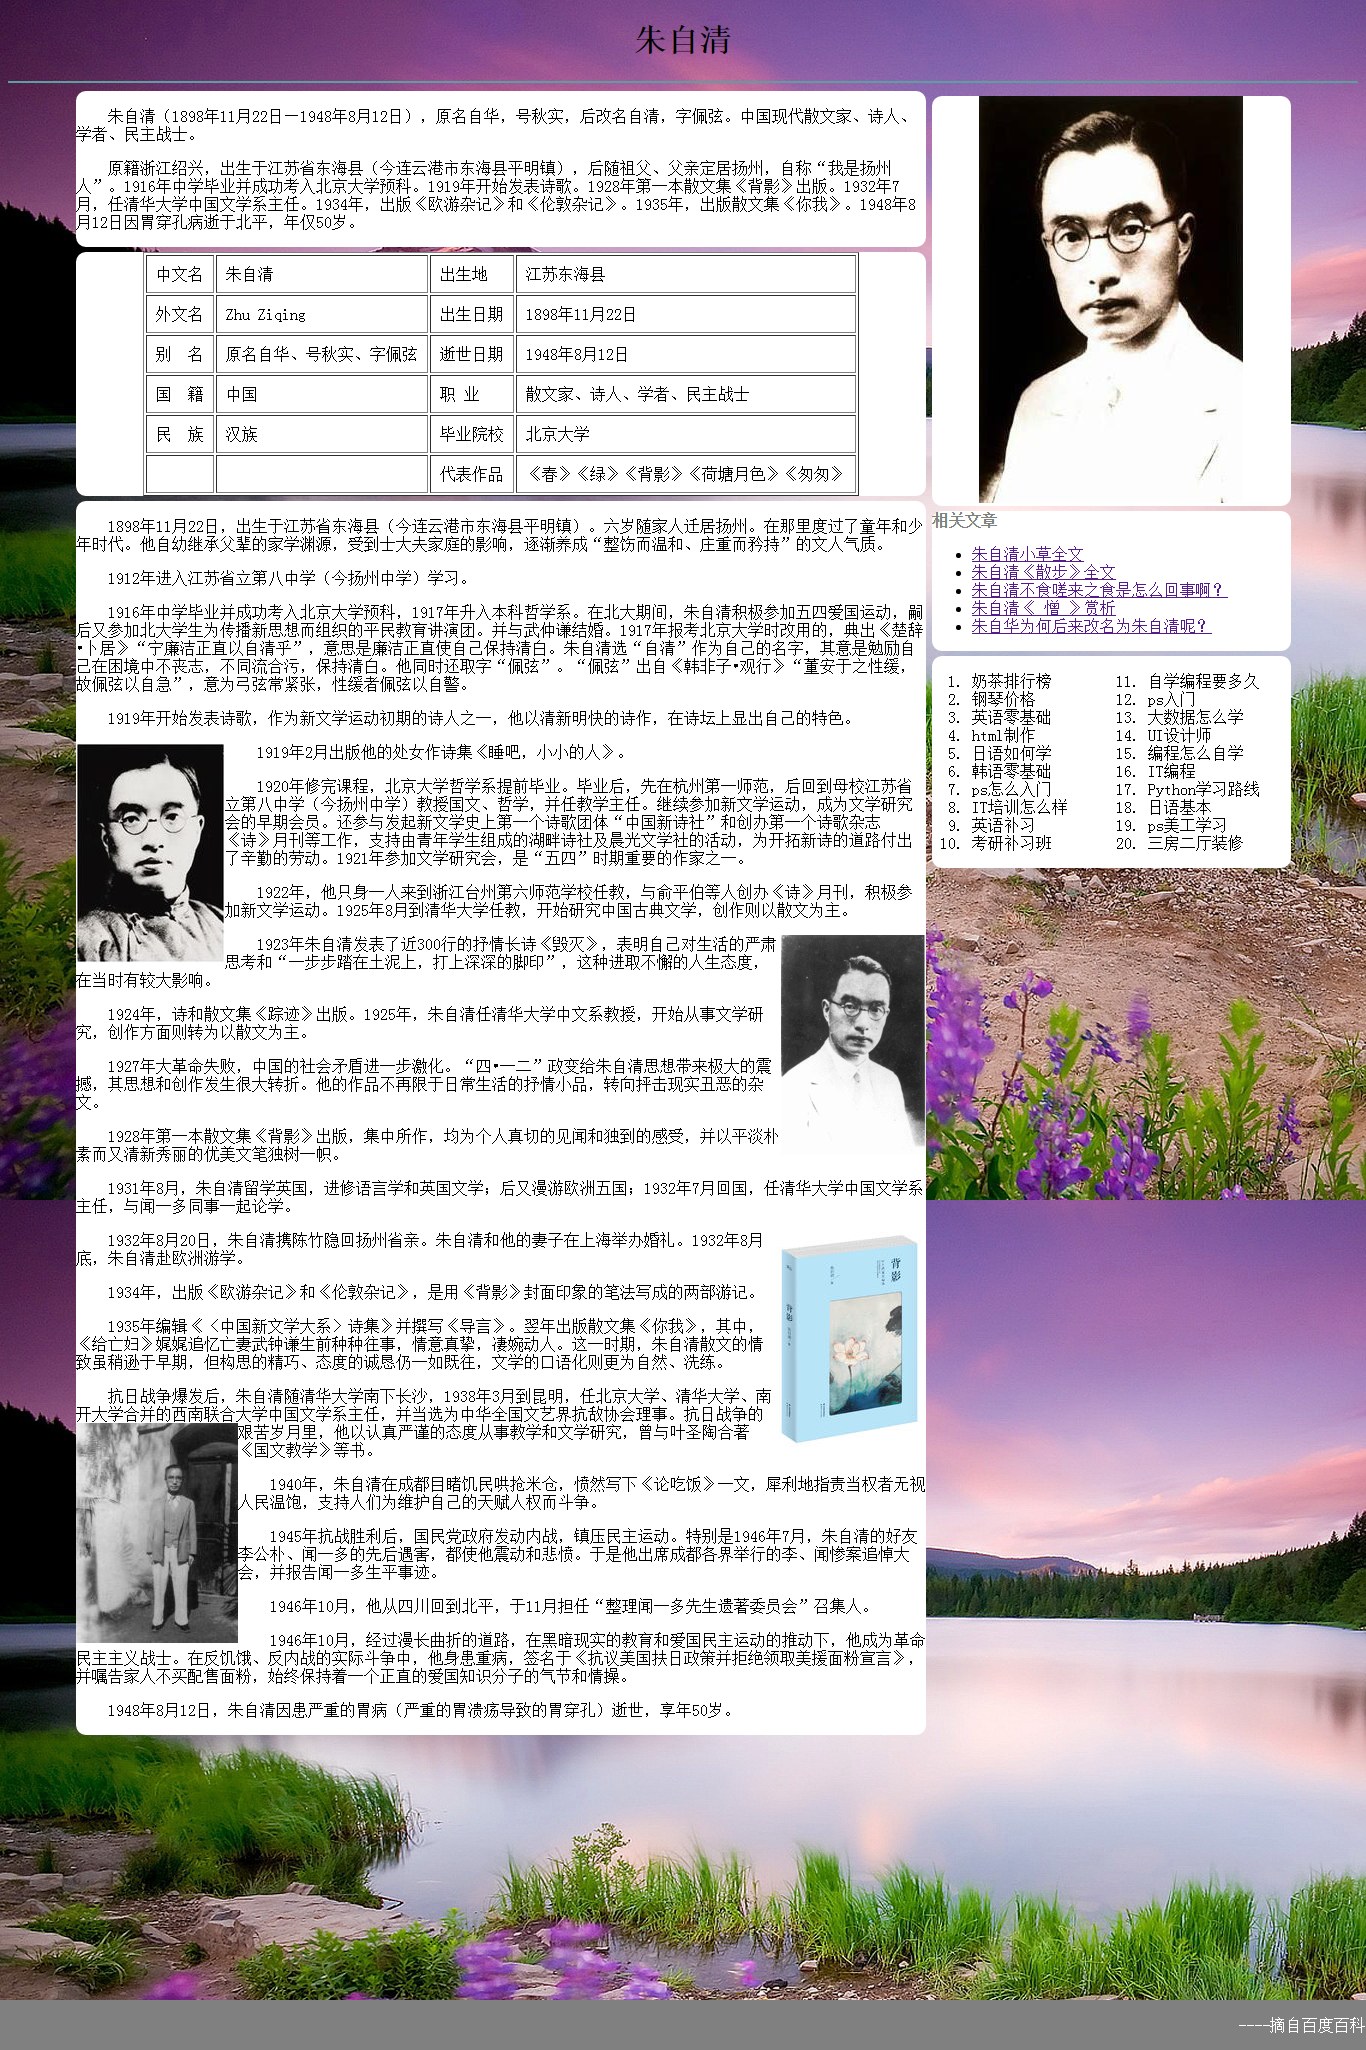 朱自清
朱自清（1898年11月22日—1948年8月12日），原名自华，号秋实，后改名自清，字佩弦。中国现代散文家、诗人、
学者、民主战士。
原籍浙江绍兴，出生于江苏省东海县（今连云港市东海县平明镇），后随祖父、父亲定居扬州，自称“我是扬州
人”。1916年中学毕业并成功考入北京大学预科。1919年开始发表诗歌。1928年第一本散文集《背影》出版。1932年7
月，任清华大学中国文学系主任。1934年，出版《欧游杂记》和《伦敦杂记》。1935年，出版散文集《你我》。1948年8
月12日因胃穿孔病逝于北平，年仅50岁。
中文名 朱自清 出生地 江苏东海县
外文名 Zhu Ziqing 出生日期 1898年11月22日
别　名 原名自华、号秋实、字佩弦 逝世日期 1948年8月12日
国　籍 中国 职 业 散文家、诗人、学者、民主战士
民　族 汉族 毕业院校 北京大学
代表作品 《春》《绿》《背影》《荷塘月色》《匆匆》
1898年11月22日，出生于江苏省东海县（今连云港市东海县平明镇）。六岁随家人迁居扬州。在那里度过了童年和少
年时代。他自幼继承父辈的家学渊源，受到士大夫家庭的影响，逐渐养成“整饬而温和、庄重而矜持”的文人气质。
1912年进入江苏省立第八中学（今扬州中学）学习。
1916年中学毕业并成功考入北京大学预科，1917年升入本科哲学系。在北大期间，朱自清积极参加五四爱国运动，嗣
后又参加北大学生为传播新思想而组织的平民教育讲演团。并与武仲谦结婚。1917年报考北京大学时改用的，典出《楚辞
•卜居》“宁廉洁正直以自清乎”，意思是廉洁正直使自己保持清白。朱自清选“自清”作为自己的名字，其意是勉励自
己在困境中不丧志，不同流合污，保持清白。他同时还取字“佩弦”。“佩弦”出自《韩非子•观行》“董安于之性缓，
故佩弦以自急”，意为弓弦常紧张，性缓者佩弦以自警。
1919年开始发表诗歌，作为新文学运动初期的诗人之一，他以清新明快的诗作，在诗坛上显出自己的特色。
1919年2月出版他的处女作诗集《睡吧，小小的人》。
1920年修完课程，北京大学哲学系提前毕业。毕业后，先在杭州第一师范，后回到母校江苏省
立第八中学（今扬州中学）教授国文、哲学，并任教学主任。继续参加新文学运动，成为文学研究
会的早期会员。还参与发起新文学史上第一个诗歌团体“中国新诗社”和创办第一个诗歌杂志
《诗》月刊等工作，支持由青年学生组成的湖畔诗社及晨光文学社的活动，为开拓新诗的道路付出
了辛勤的劳动。1921年参加文学研究会，是“五四”时期重要的作家之一。
1922年，他只身一人来到浙江台州第六师范学校任教，与俞平伯等人创办《诗》月刊，积极参
加新文学运动。1925年8月到清华大学任教，开始研究中国古典文学，创作则以散文为主。
1923年朱自清发表了近300行的抒情长诗《毁灭》，表明自己对生活的严肃
思考和“一步步踏在土泥上，打上深深的脚印”，这种进取不懈的人生态度，
在当时有较大影响。
1924年，诗和散文集《踪迹》出版。1925年，朱自清任清华大学中文系教授，开始从事文学研
究，创作方面则转为以散文为主。
1927年大革命失败，中国的社会矛盾进一步激化。“四•一二”政变给朱自清思想带来极大的震
撼，其思想和创作发生很大转折。他的作品不再限于日常生活的抒情小品，转向抨击现实丑恶的杂
文。
1928年第一本散文集《背影》出版，集中所作，均为个人真切的见闻和独到的感受，并以平淡朴
素而又清新秀丽的优美文笔独树一帜。
1931年8月，朱自清留学英国，进修语言学和英国文学；后又漫游欧洲五国；1932年7月回国，任清华大学中国文学系
主任，与闻一多同事一起论学。
1932年8月20日，朱自清携陈竹隐回扬州省亲。朱自清和他的妻子在上海举办婚礼。1932年8月
底，朱自清赴欧洲游学。
1934年，出版《欧游杂记》和《伦敦杂记》，是用《背影》封面印象的笔法写成的两部游记。
1935年编辑《〈中国新文学大系〉诗集》并撰写《导言》。翌年出版散文集《你我》，其中，
《给亡妇》娓娓追忆亡妻武钟谦生前种种往事，情意真挚，凄婉动人。这一时期，朱自清散文的情
致虽稍逊于早期，但构思的精巧、态度的诚恳仍一如既往，文学的口语化则更为自然、洗练。
抗日战争爆发后，朱自清随清华大学南下长沙，1938年3月到昆明，任北京大学、清华大学、南
开大学合并的西南联合大学中国文学系主任，并当选为中华全国文艺界抗敌协会理事。抗日战争的
艰苦岁月里，他以认真严谨的态度从事教学和文学研究，曾与叶圣陶合著
《国文教学》等书。
背影
背影
1940年，朱自清在成都目睹饥民哄抢米仓，愤然写下《论吃饭》一文，犀利地指责当权者无视
人民温饱，支持人们为维护自己的天赋人权而斗争。
1945年抗战胜利后，国民党政府发动内战，镇压民主运动。特别是1946年7月，朱自清的好友
李公朴、闻一多的先后遇害，都使他震动和悲愤。于是他出席成都各界举行的李、闻惨案追悼大
会，并报告闻一多生平事迹。
1946年10月，他从四川回到北平，于11月担任“整理闻一多先生遗著委员会”召集人。
1946年10月，经过漫长曲折的道路，在黑暗现实的教育和爱国民主运动的推动下，他成为革命
民主主义战士。在反饥饿、反内战的实际斗争中，他身患重病，签名于《抗议美国扶日政策并拒绝领取美援面粉宣言》，
并嘱告家人不买配售面粉，始终保持着一个正直的爱国知识分子的气节和情操。
1948年8月12日，朱自清因患严重的胃病（严重的胃溃疡导致的胃穿孔）逝世，享年50岁。
相关文章
朱自清小草全文
朱自清《散步》全文
朱自清不食嗟来之食是怎么回事啊？
朱自清《 憎 》赏析
朱自华为何后来改名为朱自清呢？
1. 奶茶排行榜
2. 钢琴价格
3. 英语零基础
4. html制作
5. 日语如何学
6. 韩语零基础
7. ps怎么入门
8. IT培训怎么样
9. 英语补习
10. 考研补习班
11. 自学编程要多久
12. ps入门
13. 大数据怎么学
14. UI设计师
15. 编程怎么自学
16. IT编程
17. Python学习路线
18. 日语基本
19. ps美工学习
20. 三房二厅装修
----摘自百度百科